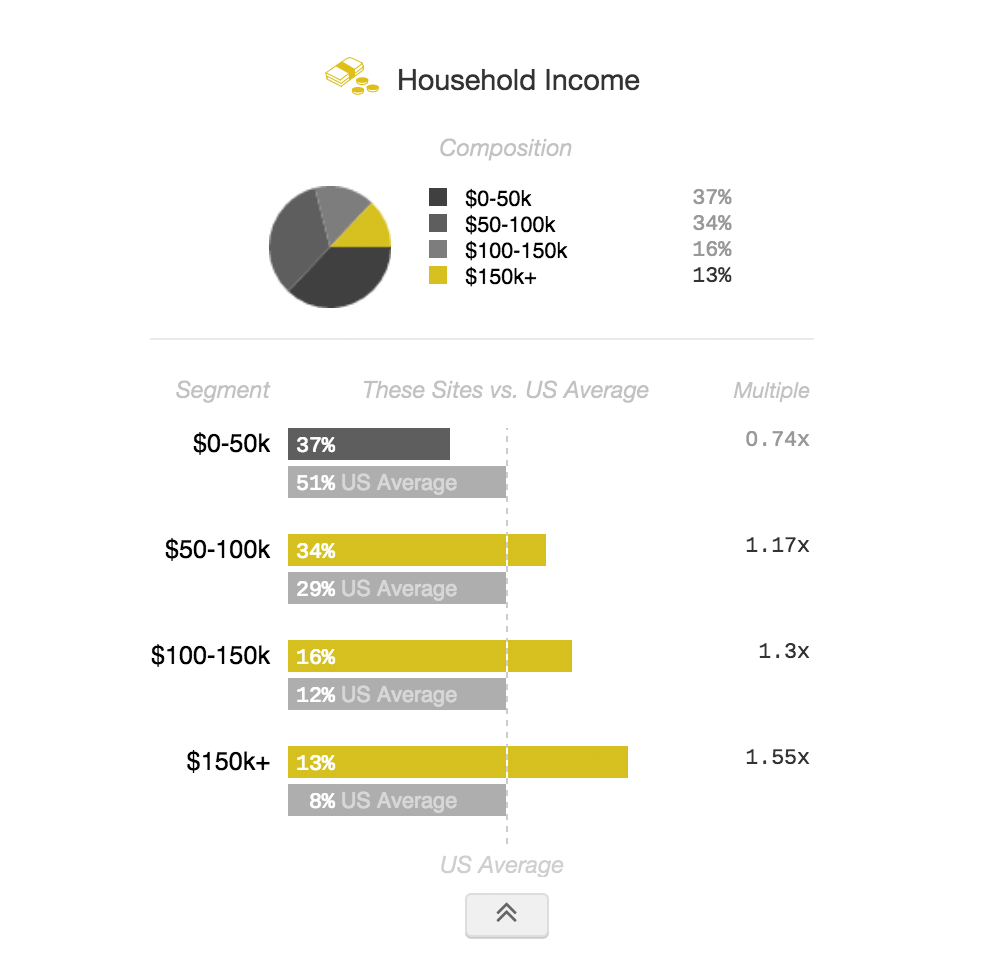 Household Income
Composition
$0-50k 37%
$50-100k 34%
$100-150k 16%
$150k+ 13%
Segment These Sites vs. US Average Multiple
$0-50k 37% 0.74x
51% US Average
$50-100k 34% 1.17x
29% US Average
$100-150k 16% 1.3x
12% US Average
$150k+ 13% 1.55x
8% US Average
US Average